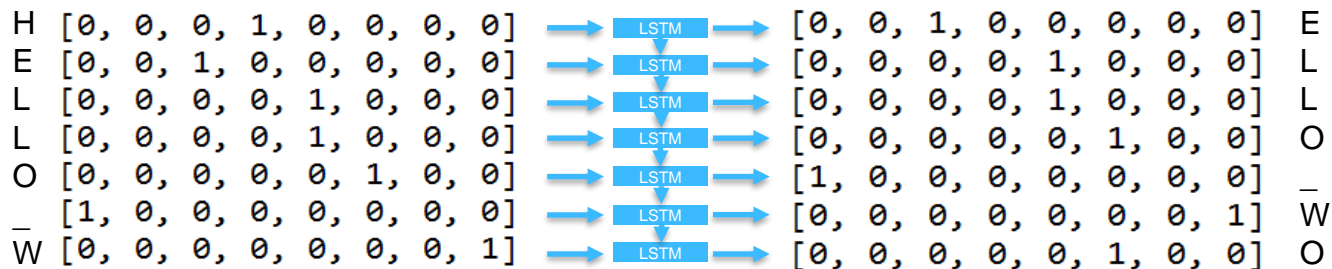 H [0, 0, 0, 1, 0, 0, 0, 0] LSTM [0, 0, 1, 0, 0, 0, 0, 0] E
E [0, 0, 1, 0, 0, 0, 0, 0] LSTM [0, 0, 0, 0, 1, 0, 0, 0] L
L [0, 0, 0, 0, 1, 0, 0, 0] LSTM [0, 0, 0, 0, 1, 0, 0, 0] L
L [0, 0, 0, 0, 1, 0, 0, 0] LSTM [0, 0, 0, 0, 0, 1, 0, 0] O
O [0, 0, 0, 0, 0, 1, 0, 0] LSTM [1, 0, 0, 0, 0, 0, 0, 0] _
_ [1, 0, 0, 0, 0, 0, 0, 0] LSTM [0, 0, 0, 0, 0, 0, 0, 1] W
W [0, 0, 0, 0, 0, 0, 0, 1] LSTM [0, 0, 0, 0, 0, 1, 0, 0] O